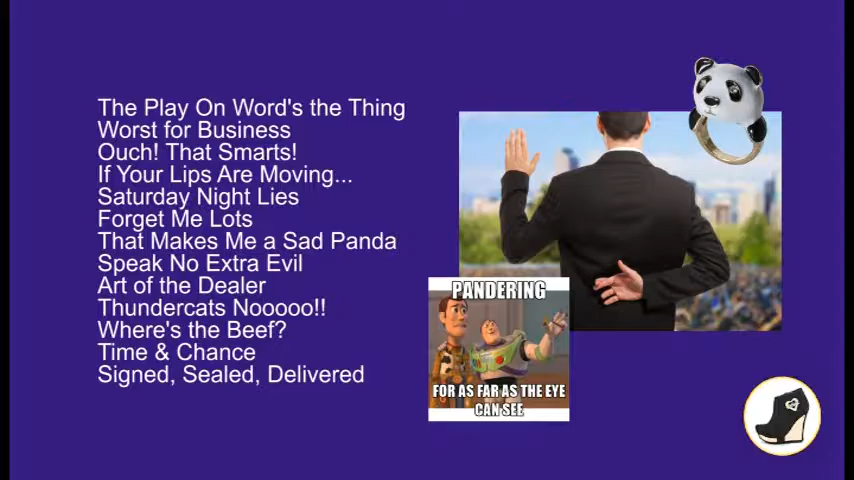 The Play On Word's the Thing
Worst for Business
Ouch! That Smarts!
If Your Lips Are Moving...
Saturday Night Lies
Forget Me Lots
That Makes Me a Sad Panda
Speak No Extra Evil
Art of the Dealer
Thundercats Nooooo!!
Where's the Beef?
Time & Chance
Signed, Sealed, Delivered
PANDERING
FOR AS FAR AS THE EYE
CAN SEE